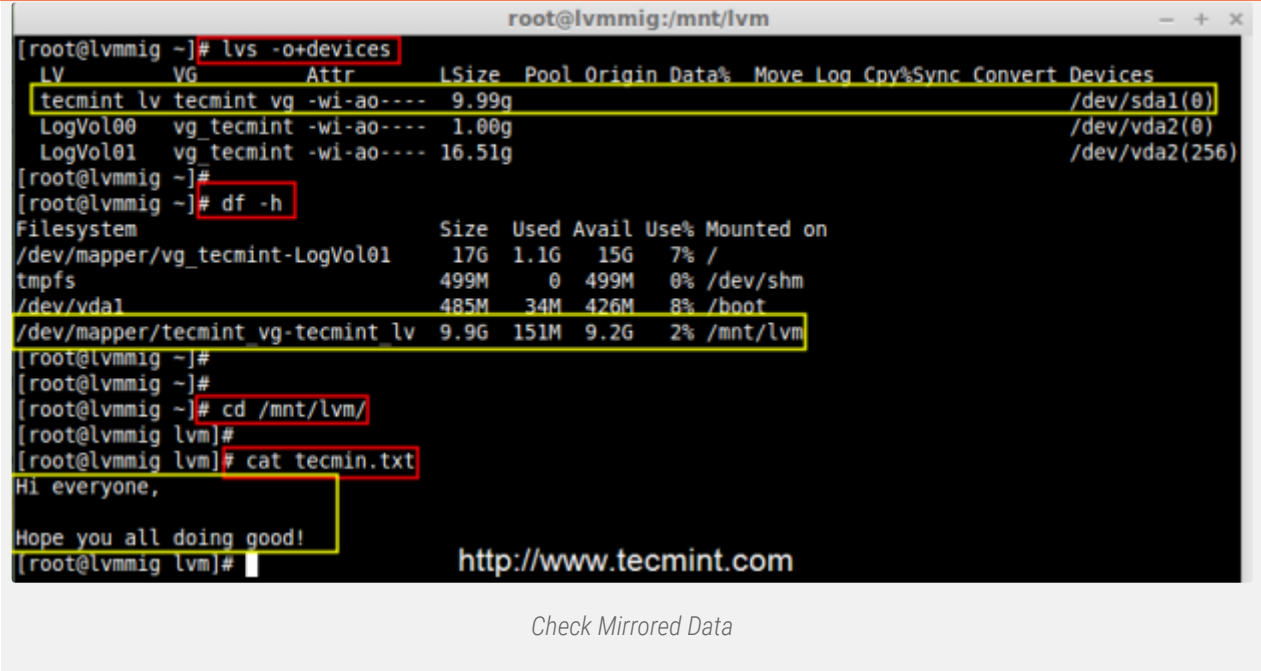 root@lvmmig:/mnt/lvm
[root@lvmmig ~]# lvs -o+devices
LV VG Attr LSize Pool Origin Data% Move Log Cpy%Sync Convert Devices
tecmint_lv tecmint_vg -wi-ao---- 9.99g /dev/sda1(0)
LogVol00 vg_tecmint -wi-ao---- 1.00g /dev/vda2(0)
LogVol01 vg_tecmint -wi-ao---- 16.51g /dev/vda2(256)
[root@lvmmig ~]#
[root@lvmmig ~]# df -h
Filesystem Size Used Avail Use% Mounted on
/dev/mapper/vg_tecmint-LogVol01 17G 1.1G 15G 7% /
tmpfs 499M 0 499M 0% /dev/shm
/dev/vda1 485M 34M 426M 8% /boot
/dev/mapper/tecmint_vg-tecmint_lv 9.9G 151M 9.2G 2% /mnt/lvm
[root@lvmmig ~]#
[root@lvmmig ~]#
[root@lvmmig ~]# cd /mnt/lvm/
[root@lvmmig lvm]#
[root@lvmmig lvm]# cat tecmin.txt
Hi everyone,
Hope you all doing good!
[root@lvmmig lvm]#
http://www.tecmint.com
Check Mirrored Data